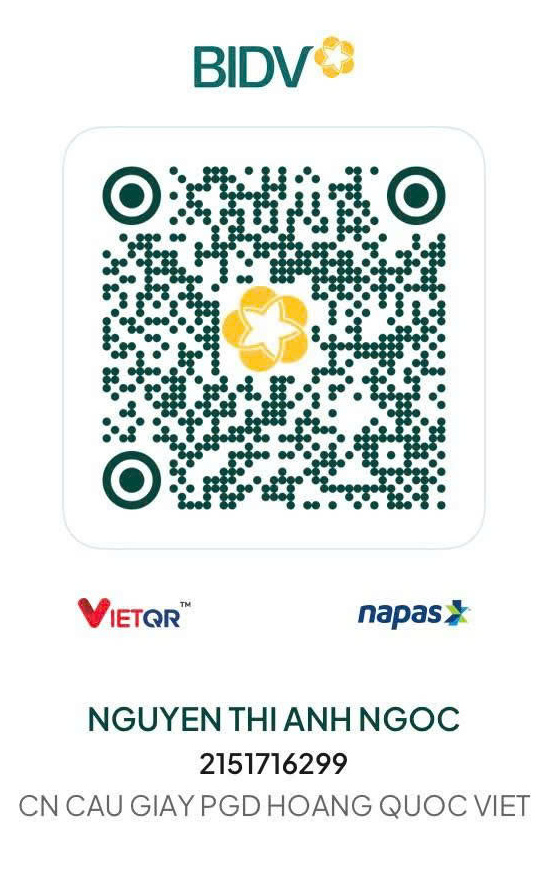 BIDV
VIETQR™
napas
NGUYEN THI ANH NGOC
2151716299
CN CAU GIAY PGD HOANG QUOC VIET